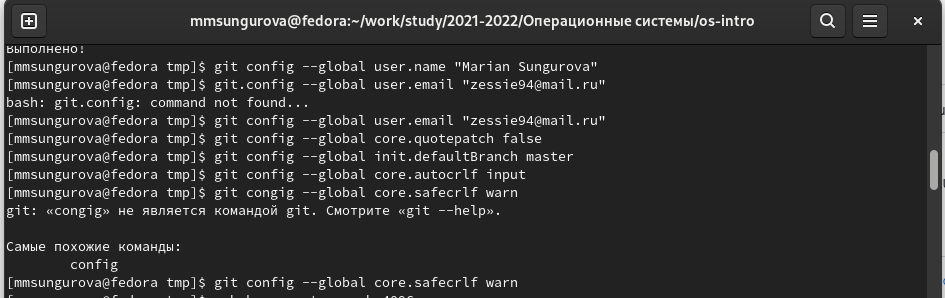 mmsungurova@fedora:~/work/study/2021-2022/Операционные системы/os-intro
Выполнено!
[mmsungurova@fedora tmp]$ git config --global user.name "Marian Sungurova"
[mmsungurova@fedora tmp]$ git.config --global user.email "zessie94@mail.ru"
bash: git.config: command not found...
[mmsungurova@fedora tmp]$ git config --global user.email "zessie94@mail.ru"
[mmsungurova@fedora tmp]$ git config --global core.quotepatch false
[mmsungurova@fedora tmp]$ git config --global init.defaultBranch master
[mmsungurova@fedora tmp]$ git config --global core.autocrlf input
[mmsungurova@fedora tmp]$ git congig --global core.safecrlf warn
git: «congig» не является командой git. Смотрите «git --help».
Самые похожие команды:
config
[mmsungurova@fedora tmp]$ git config --global core.safecrlf warn